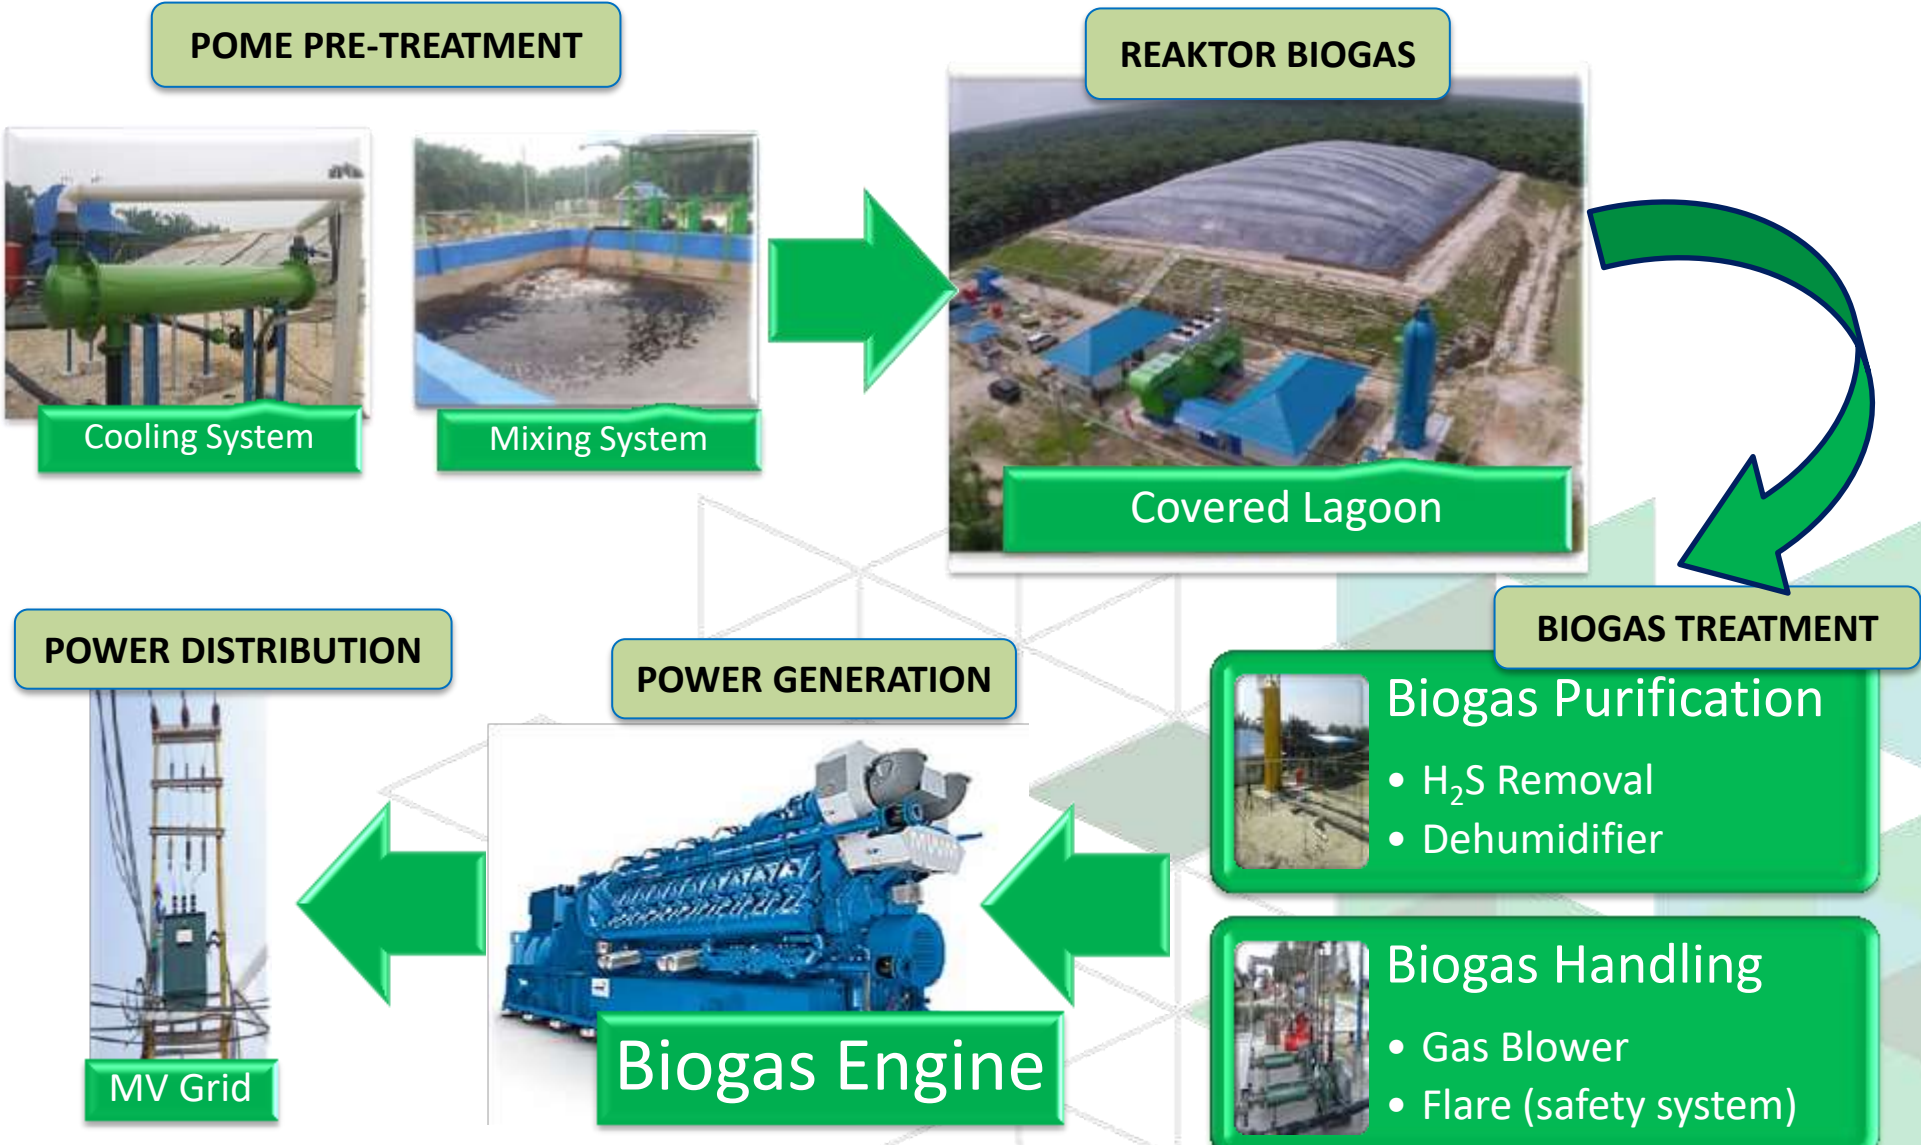 POME PRE-TREATMENT
REAKTOR BIOGAS
Cooling System
Mixing System
Covered Lagoon
BIOGAS TREATMENT
Biogas Purification
• H₂S Removal
• Dehumidifier
Biogas Handling
• Gas Blower
• Flare (safety system)
POWER GENERATION
Biogas Engine
POWER DISTRIBUTION
MV Grid